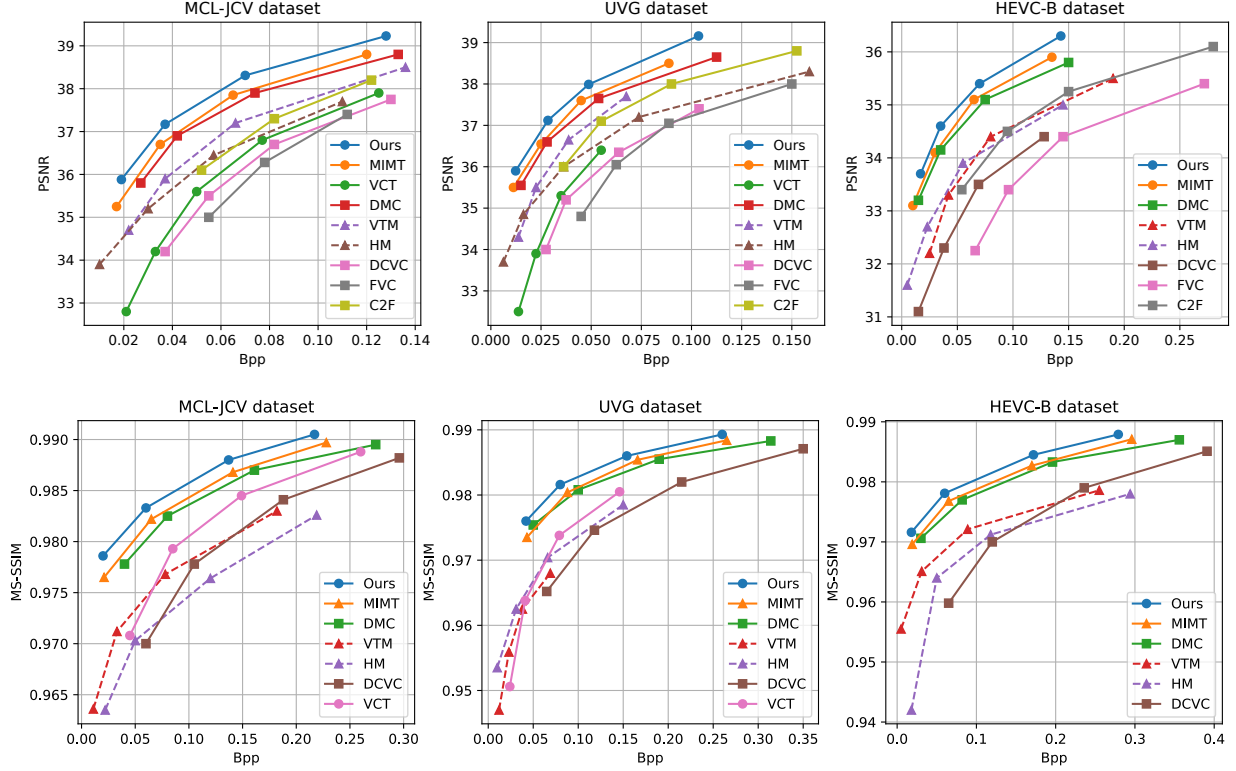 MCL-JCV dataset
PSNR
39
38
37
36
35
34
33
0.02 0.04 0.06 0.08 0.10 0.12 0.14
Bpp
Ours
MIMT
VCT
DMC
VTM
HM
DCVC
FVC
C2F
UVG dataset
PSNR
39
38
37
36
35
34
33
0.000 0.025 0.050 0.075 0.100 0.125 0.150
Bpp
Ours
MIMT
VCT
DMC
VTM
HM
DCVC
FVC
C2F
HEVC-B dataset
PSNR
36
35
34
33
32
31
0.00 0.05 0.10 0.15 0.20 0.25
Bpp
Ours
MIMT
DMC
VTM
HM
DCVC
FVC
C2F
MCL-JCV dataset
MS-SSIM
0.990
0.985
0.980
0.975
0.970
0.965
0.00 0.05 0.10 0.15 0.20 0.25 0.30
Bpp
Ours
MIMT
DMC
VTM
HM
DCVC
VCT
UVG dataset
MS-SSIM
0.99
0.98
0.97
0.96
0.95
0.00 0.05 0.10 0.15 0.20 0.25 0.30 0.35
Bpp
Ours
MIMT
DMC
VTM
HM
DCVC
VCT
HEVC-B dataset
MS-SSIM
0.99
0.98
0.97
0.96
0.95
0.94
0.0 0.1 0.2 0.3 0.4
Bpp
Ours
MIMT
DMC
VTM
HM
DCVC